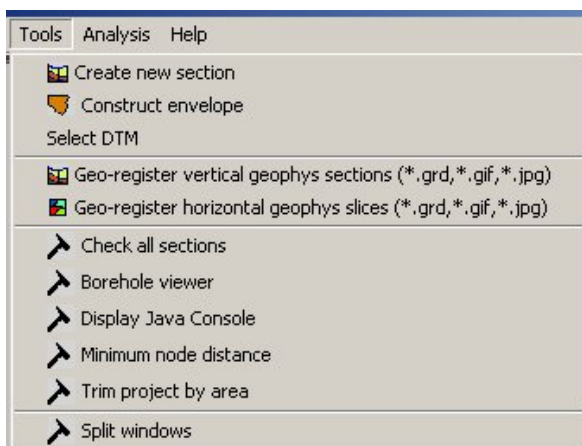 Tools Analysis Help
Create new section
Construct envelope
Select DTM
Geo-register vertical geophys sections (*.grd,*.gif,*.jpg)
Geo-register horizontal geophys slices (*.grd,*.gif,*.jpg)
Check all sections
Borehole viewer
Display Java Console
Minimum node distance
Trim project by area
Split windows